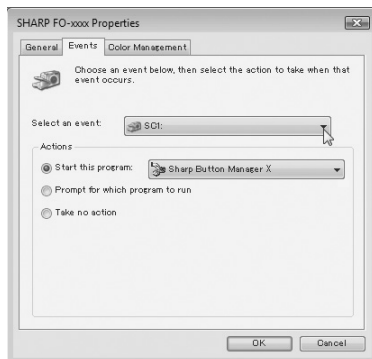 SHARP FO-xxxx Properties
General Events Color Management
Choose an event below, then select the action to take when that
event occurs.
Select an event: SC1:
Actions
Start this program: Sharp Button Manager X
Prompt for which program to run
Take no action
OK Cancel